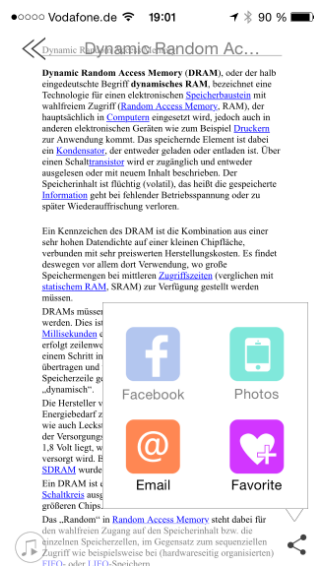 Vodafone.de 19:01 90 %
Dynamic Random Ac...
Dynamic Random Access Memory (DRAM), oder der halb
eingedeutschte Begriff dynamisches RAM, bezeichnet eine
Technologie für einen elektronischen Speicherbaustein mit
wahlfreiem Zugriff (Random Access Memory, RAM), der
hauptsächlich in Computern eingesetzt wird, jedoch auch in
anderen elektronischen Geräten wie zum Beispiel Druckern
zur Anwendung kommt. Das speichernde Element ist dabei
ein Kondensator, der entweder geladen oder entladen ist. Über
einen Schalttransistor wird er zugänglich und entweder
ausgelesen oder mit neuem Inhalt beschrieben. Der
Speicherinhalt ist flüchtig (volatil), das heißt die gespeicherte
Information geht bei fehlender Betriebsspannung oder zu
später Wiederauffrischung verloren.
Ein Kennzeichen des DRAM ist die Kombination aus einer
sehr hohen Datendichte auf einer kleinen Chipfläche,
verbunden mit sehr preiswerten Herstellungskosten. Es findet
deswegen vor allem dort Verwendung, wo große
Speichermengen bei mittleren Zugriffszeiten (verglichen mit
statischem RAM, SRAM) zur Verfügung gestellt werden
müssen.
DRAMs müssen
werden. Dies ist
Millisekunden
erfolgt zeilenwe
einem Schritt in
übertragen und
Speicherzeile ge
„dynamisch".
Die Hersteller v
Energiebedarf z
wie auch Lecks
der Versorgungs
1,8 Volt liegt, w
versorgt wird. E
SDRAM wurde
Ein DRAM ist
Schaltkreis ausg
größeren Chips.
Facebook
Photos
Email
Favorite
Das „Random" in Random Access Memory steht dabei für
den wahlfreien Zugang auf den Speicherinhalt bzw. die
einzelnen Speicherzellen, im Gegensatz zum sequenziellen
Zugriff wie beispielsweise bei (hardwareseitig organisierten)
FIFO- oder LIFO-Speichern.